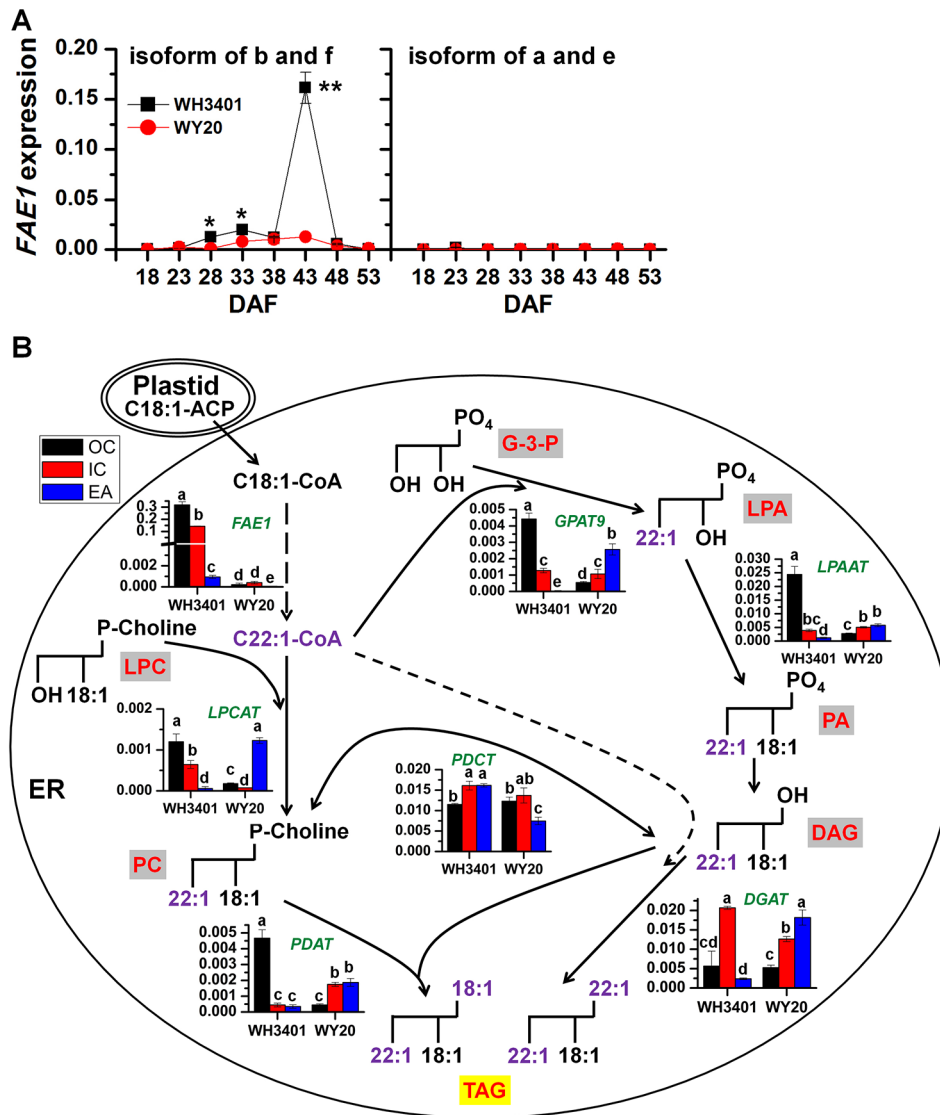 A
isoform of b and f
isoform of a and e
FAE1 expression
0.20
0.15
0.10
0.05
0.00
WH3401
WY20
*
*
**
18 23 28 33 38 43 48 53
18 23 28 33 38 43 48 53
DAF
DAF
B
Plastid
C18:1-ACP
OC
IC
EA
C18:1-CoA
FAE1
0.3
0.1
0.002
0.000
a
b
c
d
d
e
WH3401 WY20
C22:1-CoA
PO4
OH OH
G-3-P
GPAT9
0.005
0.004
0.003
0.002
0.001
0.000
a
c
e
d
c
b
WH3401 WY20
PO4
22:1 OH
LPA
LPAAT
0.030
0.025
0.020
0.015
0.010
0.005
0.000
a
bc
d
c
b
b
WH3401 WY20
P-Choline
OH 18:1
LPC
LPCAT
0.002
0.001
0.000
a
b
d
c
d
a
WH3401 WY20
ER
PO4
22:1 18:1
PA
PDCT
0.020
0.015
0.010
0.005
0.000
b
a
a
b
ab
c
WH3401 WY20
P-Choline
PC
22:1 18:1
OH
22:1 18:1
DAG
PDAT
0.005
0.004
0.003
0.002
0.001
0.000
a
c
c
c
b
b
WH3401 WY20
DGAT
0.020
0.015
0.010
0.005
0.000
cd
a
d
c
b
a
WH3401 WY20
18:1
22:1 18:1
22:1
22:1 18:1
TAG